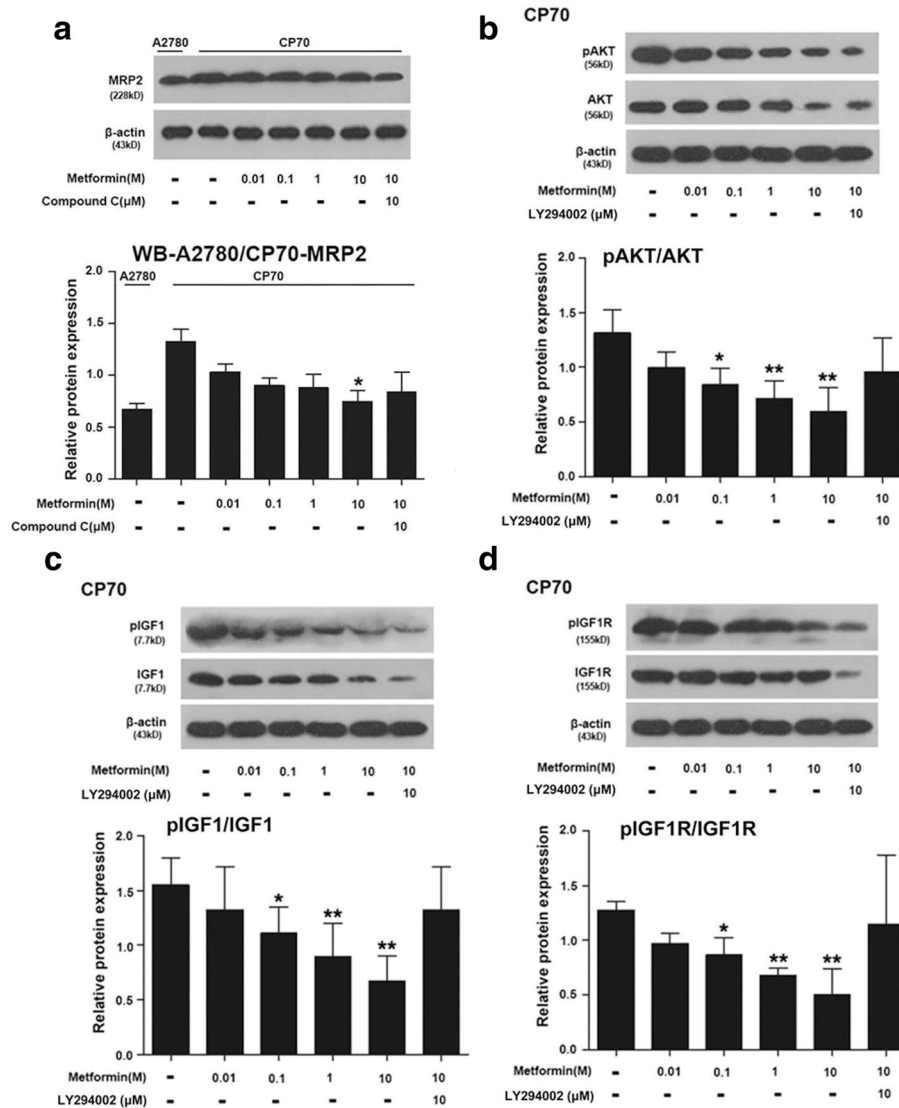 a
A2780 CP70
MRP2
(228kD)
β-actin
(43kD)
Metformin(M) - - 0.01 0.1 1 10 10
Compound C(μM) - - - - - - 10
WB-A2780/CP70-MRP2
A2780 CP70
Relative protein expression
2.0
1.5
1.0
0.5
0.0
*
Metformin(M) - - 0.01 0.1 1 10 10
Compound C(μM) - - - - - - 10
b
CP70
pAKT
(56kD)
AKT
(56kD)
β-actin
(43kD)
Metformin(M) - 0.01 0.1 1 10 10
LY294002 (μM) - - - - - 10
pAKT/AKT
Relative protein expression
2.0
1.5
1.0
0.5
0.0
* ** **
Metformin(M) - 0.01 0.1 1 10 10
LY294002 (μM) - - - - - 10
c
CP70
pIGF1
(7.7kD)
IGF1
(7.7kD)
β-actin
(43kD)
Metformin(M) - 0.01 0.1 1 10 10
LY294002 (μM) - - - - - 10
pIGF1/IGF1
Relative protein expression
2.0
1.5
1.0
0.5
0.0
* ** **
Metformin(M) - 0.01 0.1 1 10 10
LY294002 (μM) - - - - - 10
d
CP70
pIGF1R
(155kD)
IGF1R
(155kD)
β-actin
(43kD)
Metformin(M) - 0.01 0.1 1 10 10
LY294002 (μM) - - - - - 10
pIGF1R/IGF1R
Relative protein expression
2.0
1.5
1.0
0.5
0.0
* ** **
Metformin(M) - 0.01 0.1 1 10 10
LY294002 (μM) - - - - - 10